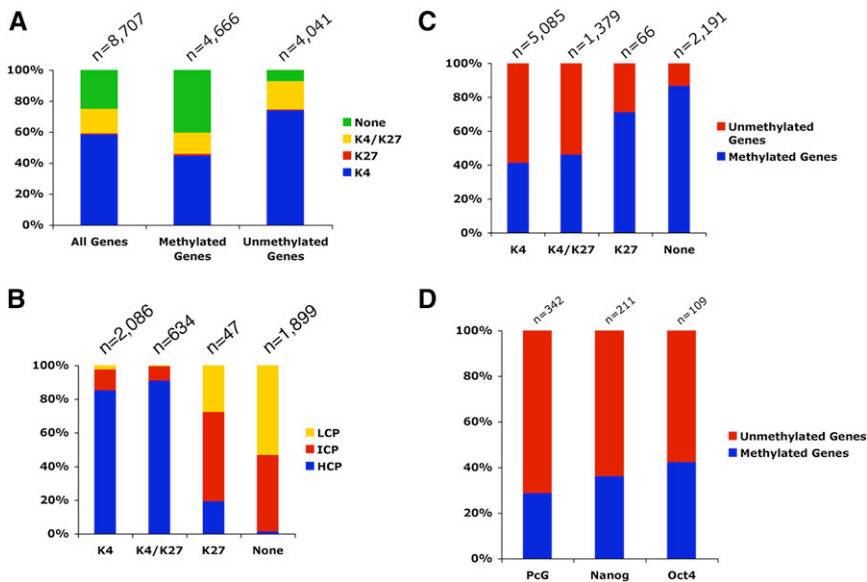 A
n=8,707
n=4,666
n=4,041
100%
80%
60%
40%
20%
0%
All Genes
Methylated
Genes
Unmethylated
Genes
None
K4/K27
K27
K4
B
n=2,086
n=634
n=47
n=1,899
100%
80%
60%
40%
20%
0%
K4
K4/K27
K27
None
LCP
ICP
HCP
C
n=5,085
n=1,379
n=66
n=2,191
100%
80%
60%
40%
20%
0%
K4
K4/K27
K27
None
Unmethylated
Genes
Methylated Genes
D
n=342
n=211
n=109
100%
80%
60%
40%
20%
0%
PcG
Nanog
Oct4
Unmethylated Genes
Methylated Genes